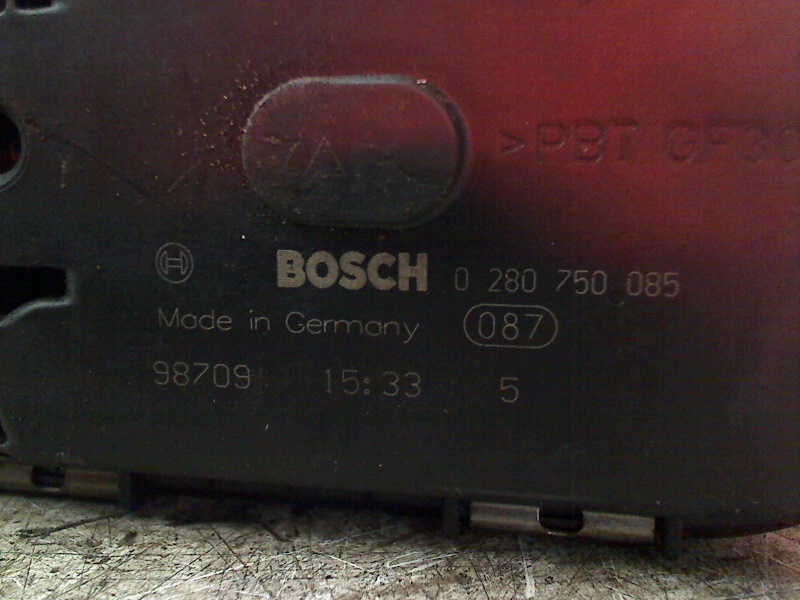 >PBT GF30
BOSCH 0 280 750 085
Made in Germany 087
98709 15:33 5